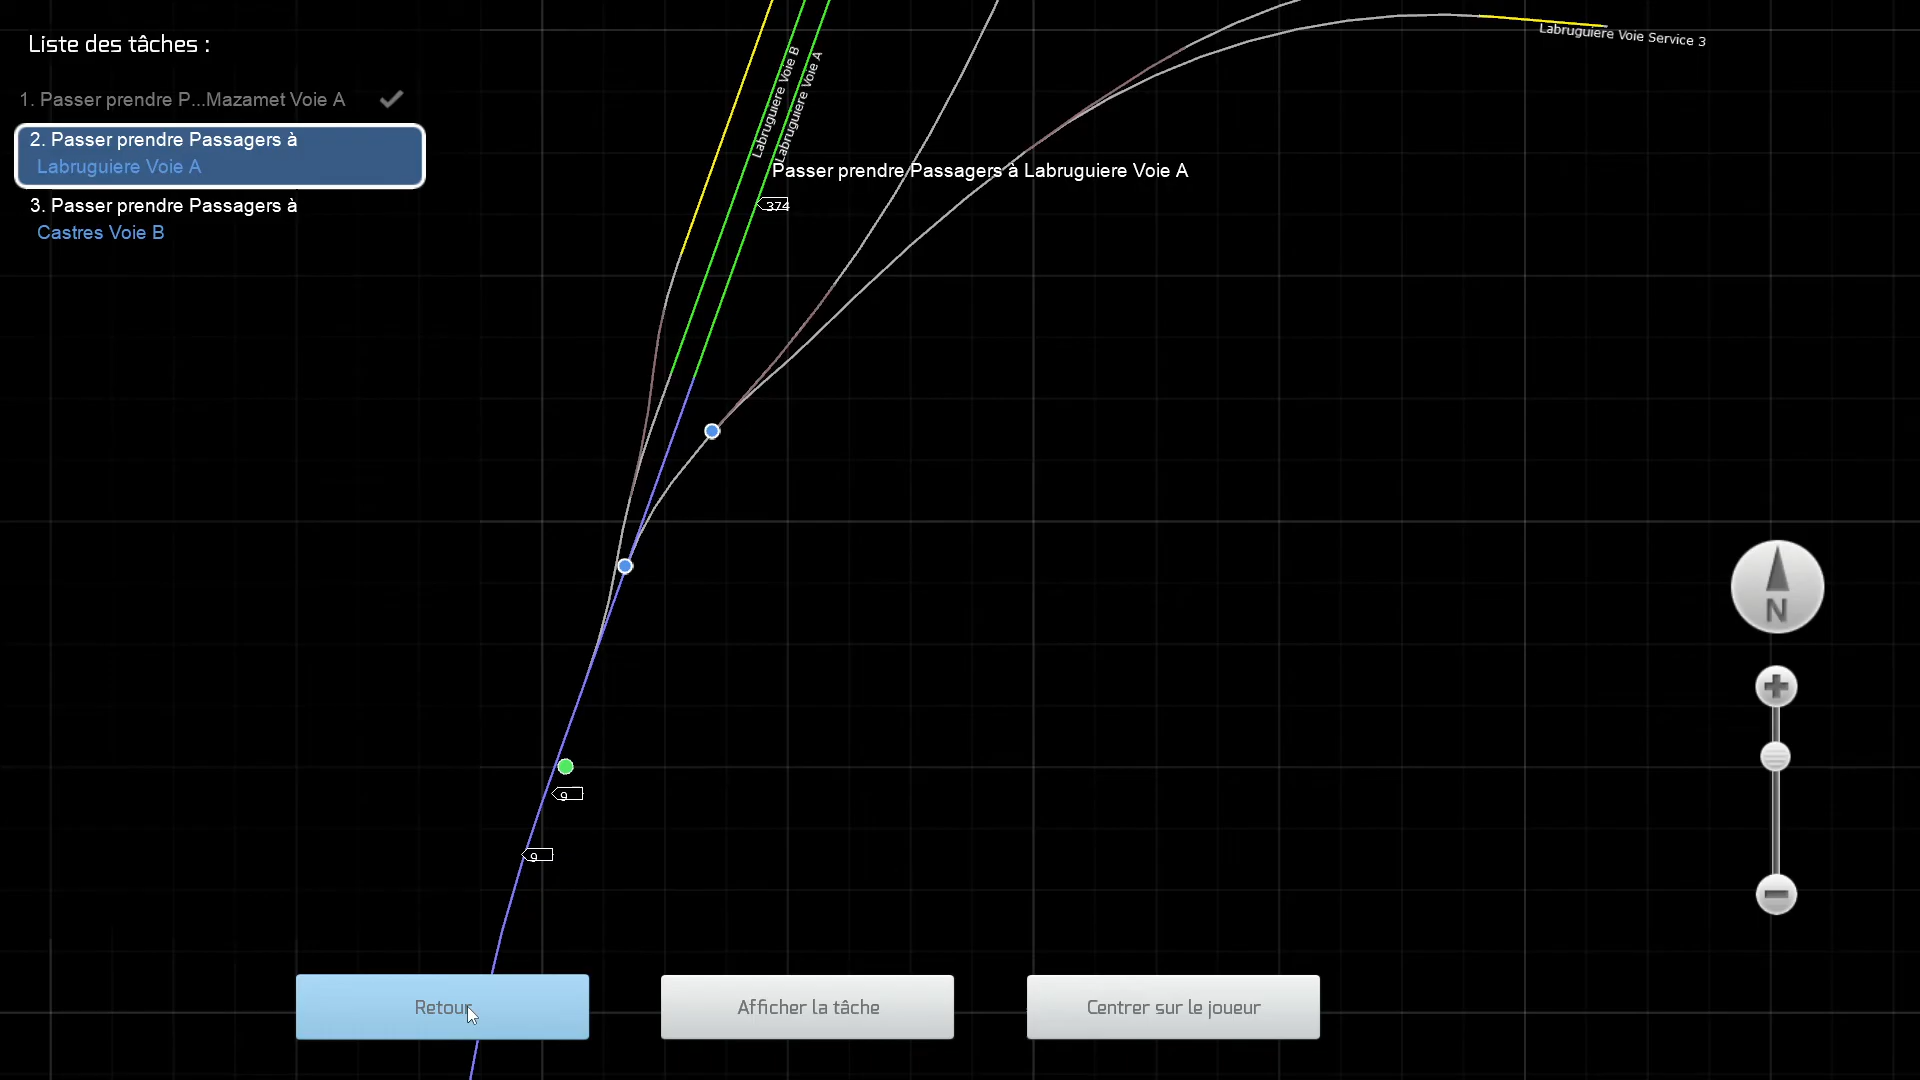 Liste des tâches :
1. Passer prendre P...Mazamet Voie A
2. Passer prendre Passagers à
Labruguiere Voie A
3. Passer prendre Passagers à
Castres Voie B
Labruguiere Voie B
Labruguiere Voie A
Labruguiere Voie Service 3
Passer prendre Passagers à Labruguiere Voie A
374
9
9
N
Retour
Afficher la tâche
Centrer sur le joueur